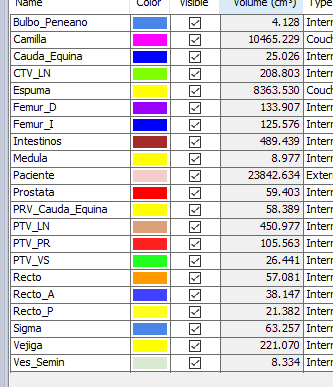 Name Color Visible Volume (cm³) Type
Bulbo_Peneano 4.128 Intern
Camilla 10465.229 Couch
Cauda_Equina 25.026 Intern
CTV_LN 208.803 Intern
Espuma 8363.530 Couch
Femur_D 133.907 Intern
Femur_I 125.576 Intern
Intestinos 489.439 Intern
Medula 8.977 Intern
Paciente 23842.634 Exter
Prostata 59.403 Intern
PRV_Cauda_Equina 58.389 Intern
PTV_LN 450.977 Intern
PTV_PR 105.563 Intern
PTV_VS 26.441 Intern
Recto 57.081 Intern
Recto_A 38.147 Intern
Recto_P 21.382 Intern
Sigma 63.257 Intern
Vejiga 221.070 Intern
Ves_Semin 8.334 Intern